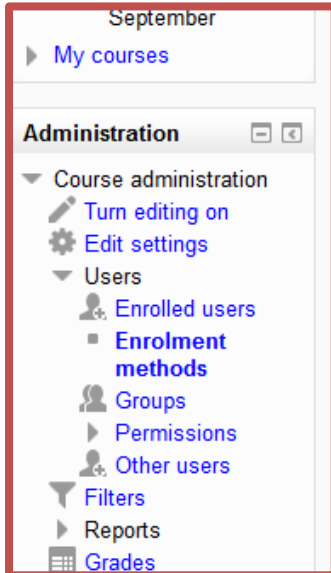 September
My courses
Administration
Course administration
Turn editing on
Edit settings
Users
Enrolled users
Enrolment
methods
Groups
Permissions
Other users
Filters
Reports
Grades